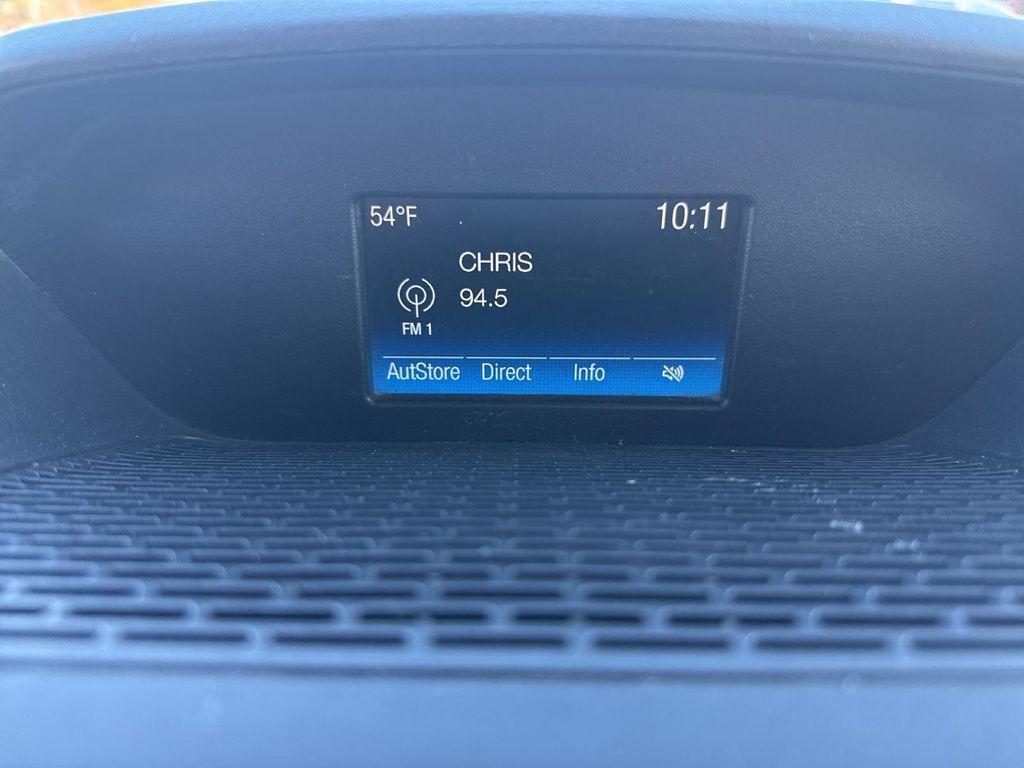 54°F 10:11
CHRIS
94.5
FM 1
AutStore Direct Info